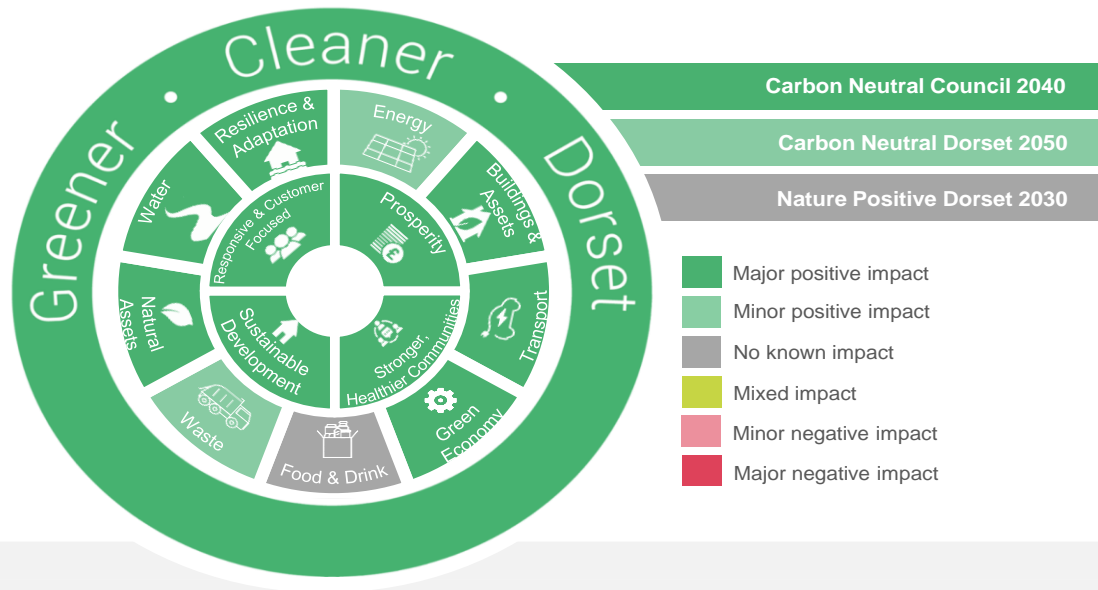 Greener
Cleaner
Dorset
Resilience &
Adaptation
Energy
Buildings &
Assets
Transport
Green
Economy
Food & Drink
Waste
Natural
Assets
Water
Responsive & Customer
Focused
Prosperity
Stronger,
Healthier Communities
Sustainable
Development
Carbon Neutral Council 2040
Carbon Neutral Dorset 2050
Nature Positive Dorset 2030
Major positive impact
Minor positive impact
No known impact
Mixed impact
Minor negative impact
Major negative impact